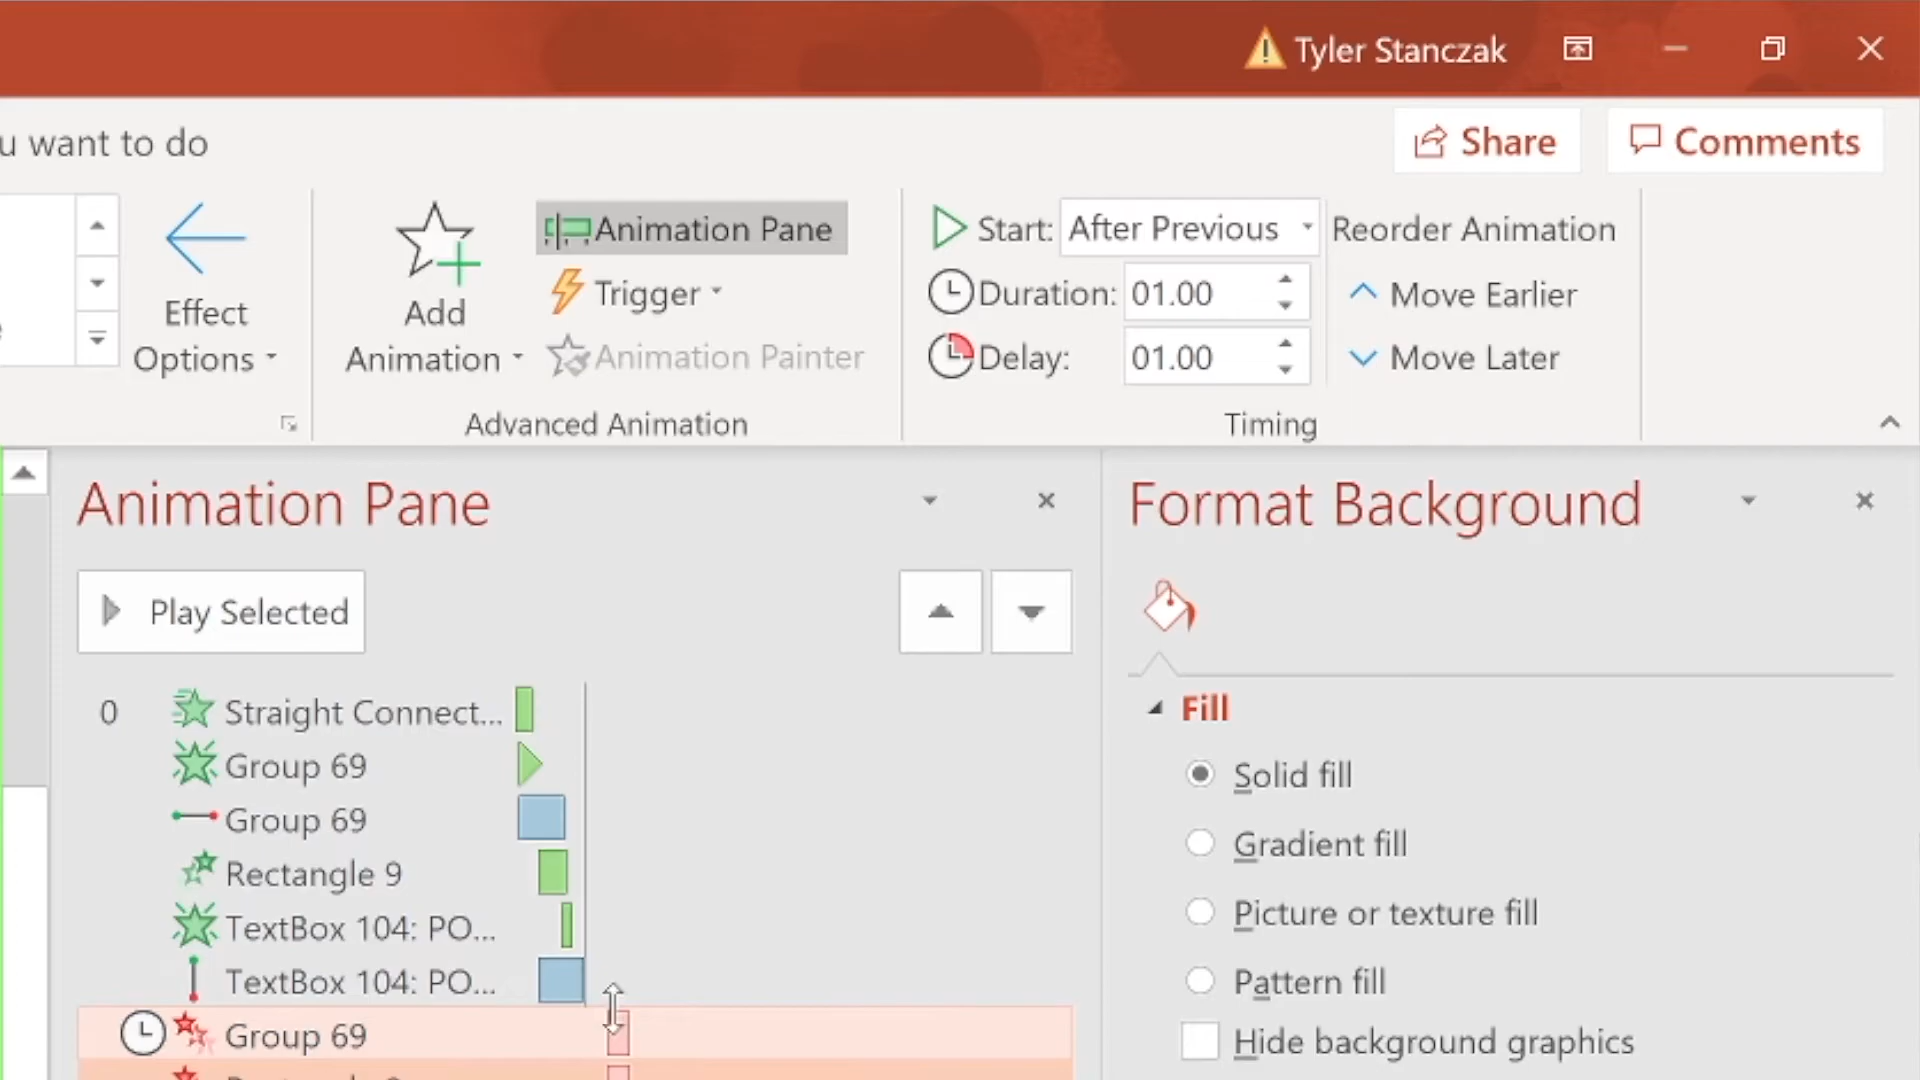 Tyler Stanczak
u want to do
Share
Comments
Effect
Options
Add
Animation
Animation Pane
Trigger
Animation Painter
Advanced Animation
Start: After Previous
Duration: 01.00
Delay: 01.00
Reorder Animation
Move Earlier
Move Later
Timing
Animation Pane
Play Selected
0 Straight Connect...
Group 69
Group 69
Rectangle 9
TextBox 104: PO...
TextBox 104: PO...
Group 69
Format Background
Fill
Solid fill
Gradient fill
Picture or texture fill
Pattern fill
Hide background graphics